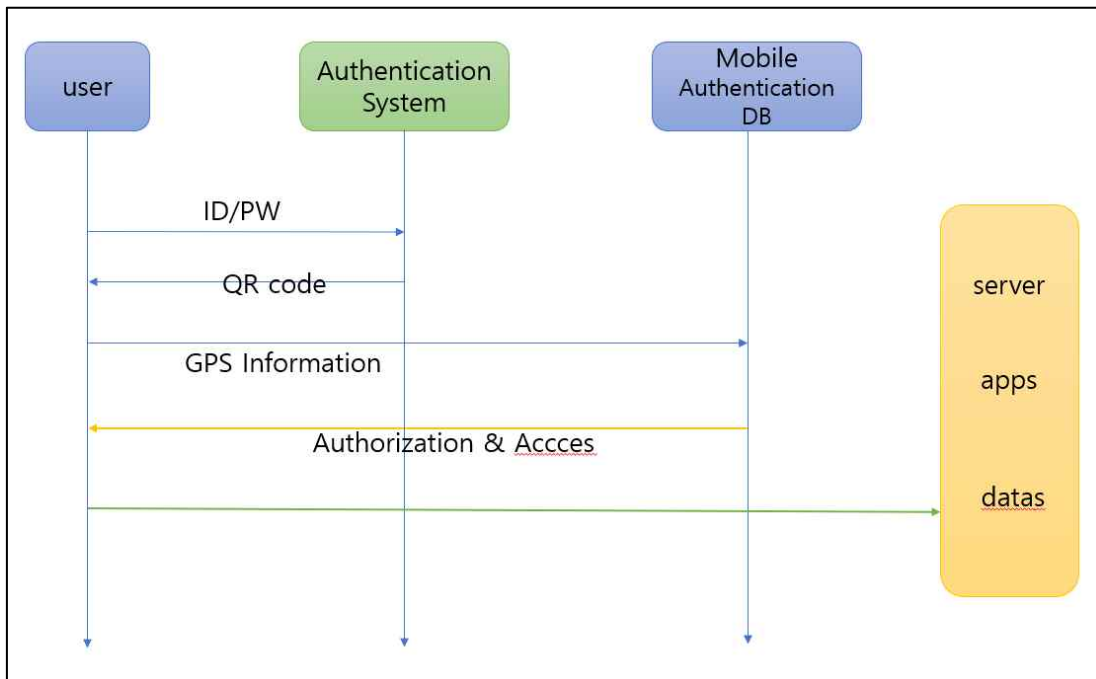 user
Authentication
System
Mobile
Authentication
DB
ID/PW
QR code
GPS Information
Authorization & Accces
server
apps
datas